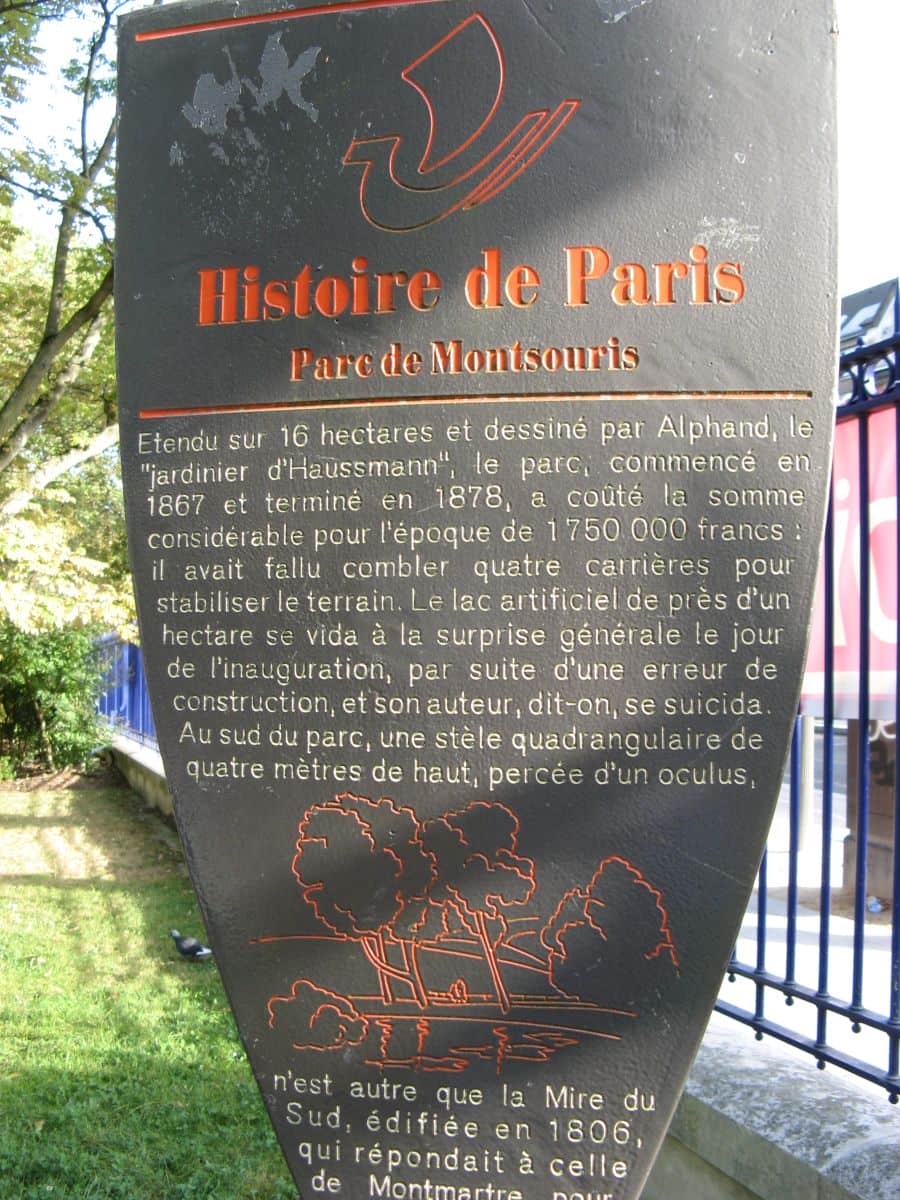 Histoire de Paris
Parc de Montsouris
Etendu sur 16 hectares et dessiné par Alphand, le
"jardinier d'Haussmann", le parc, commencé en
1867 et terminé en 1878, a coûté la somme
considérable pour l'époque de 1 750 000 francs :
il avait fallu combler quatre carrières pour
stabiliser le terrain. Le lac artificiel de près d'un
hectare se vida à la surprise générale le jour
de l'inauguration, par suite d'une erreur de
construction, et son auteur, dit-on, se suicida.
Au sud du parc, une stèle quadrangulaire de
quatre mètres de haut, percée d'un oculus,
n'est autre que la Mire du
Sud, édifiée en 1806,
qui répondait à celle
de Montmartre pour